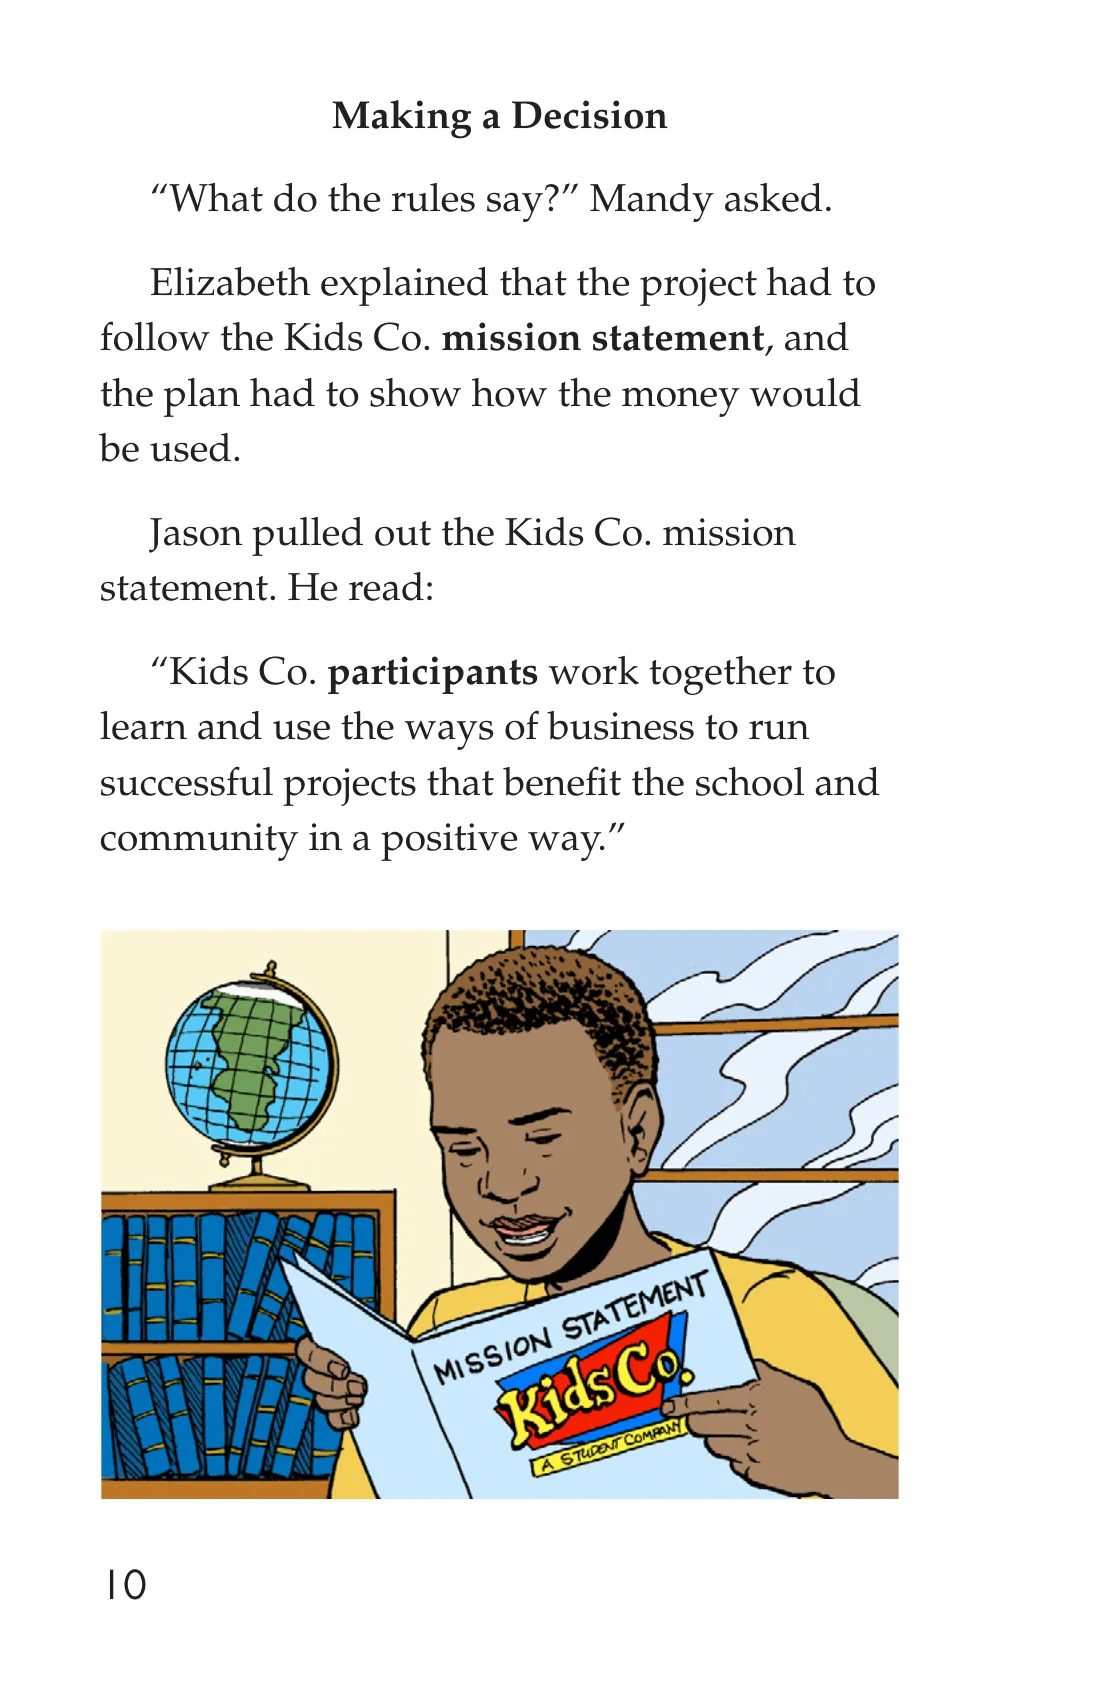 Making a Decision
“What do the rules say?” Mandy asked.
Elizabeth explained that the project had to
follow the Kids Co. mission statement, and
the plan had to show how the money would
be used.
Jason pulled out the Kids Co. mission
statement. He read:
“Kids Co. participants work together to
learn and use the ways of business to run
successful projects that benefit the school and
community in a positive way.”
MISSION STATEMENT
Kids Co.
A STUDENT COMPANY
10